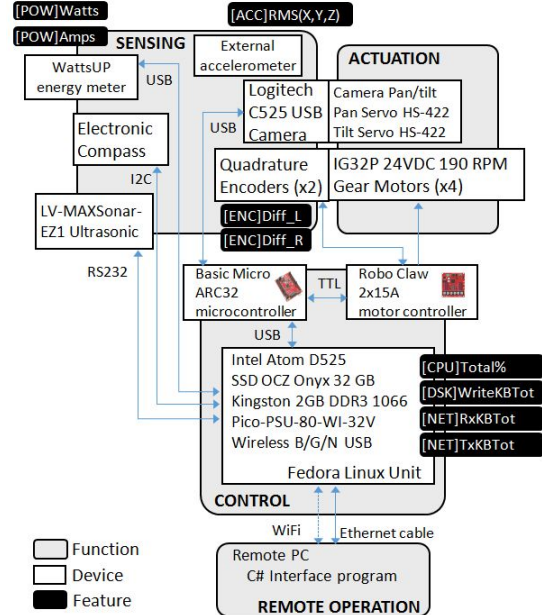 [POW]Watts
[ACC]RMS(X,Y,Z)
[POW]Amps
SENSING
External
accelerometer
ACTUATION
WattsUP
energy meter
USB
Logitech
C525 USB
Camera
Camera Pan/tilt
Pan Servo HS-422
Tilt Servo HS-422
USB
Electronic
Compass
I2C
Quadrature
Encoders (x2)
IG32P 24VDC 190 RPM
Gear Motors (x4)
LV-MAXSonar-
EZ1 Ultrasonic
[ENC]Diff_L
[ENC]Diff_R
RS232
Basic Micro
ARC32
microcontroller
TTL
Robo Claw
2x15A
motor controller
USB
Intel Atom D525
SSD OCZ Onyx 32 GB
Kingston 2GB DDR3 1066
Pico-PSU-80-WI-32V
Wireless B/G/N USB
Fedora Linux Unit
[CPU]Total%
[DSK]WriteKBTot
[NET]RxKBTot
[NET]TxKBTot
CONTROL
WiFi
Ethernet cable
Function
Device
Feature
Remote PC
C# Interface program
REMOTE OPERATION